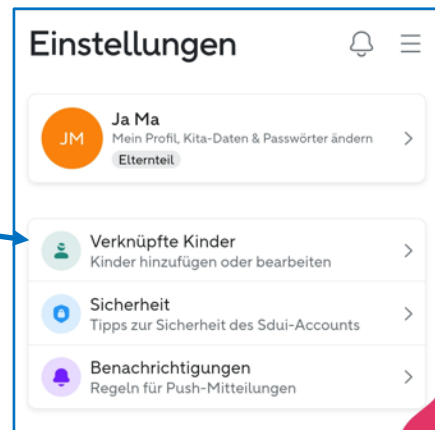 Einstellungen
JM
Ja Ma
Mein Profil, Kita-Daten & Passwörter ändern
Elternteil
Verknüpfte Kinder
Kinder hinzufügen oder bearbeiten
Sicherheit
Tipps zur Sicherheit des Sdui-Accounts
Benachrichtigungen
Regeln für Push-Mitteilungen